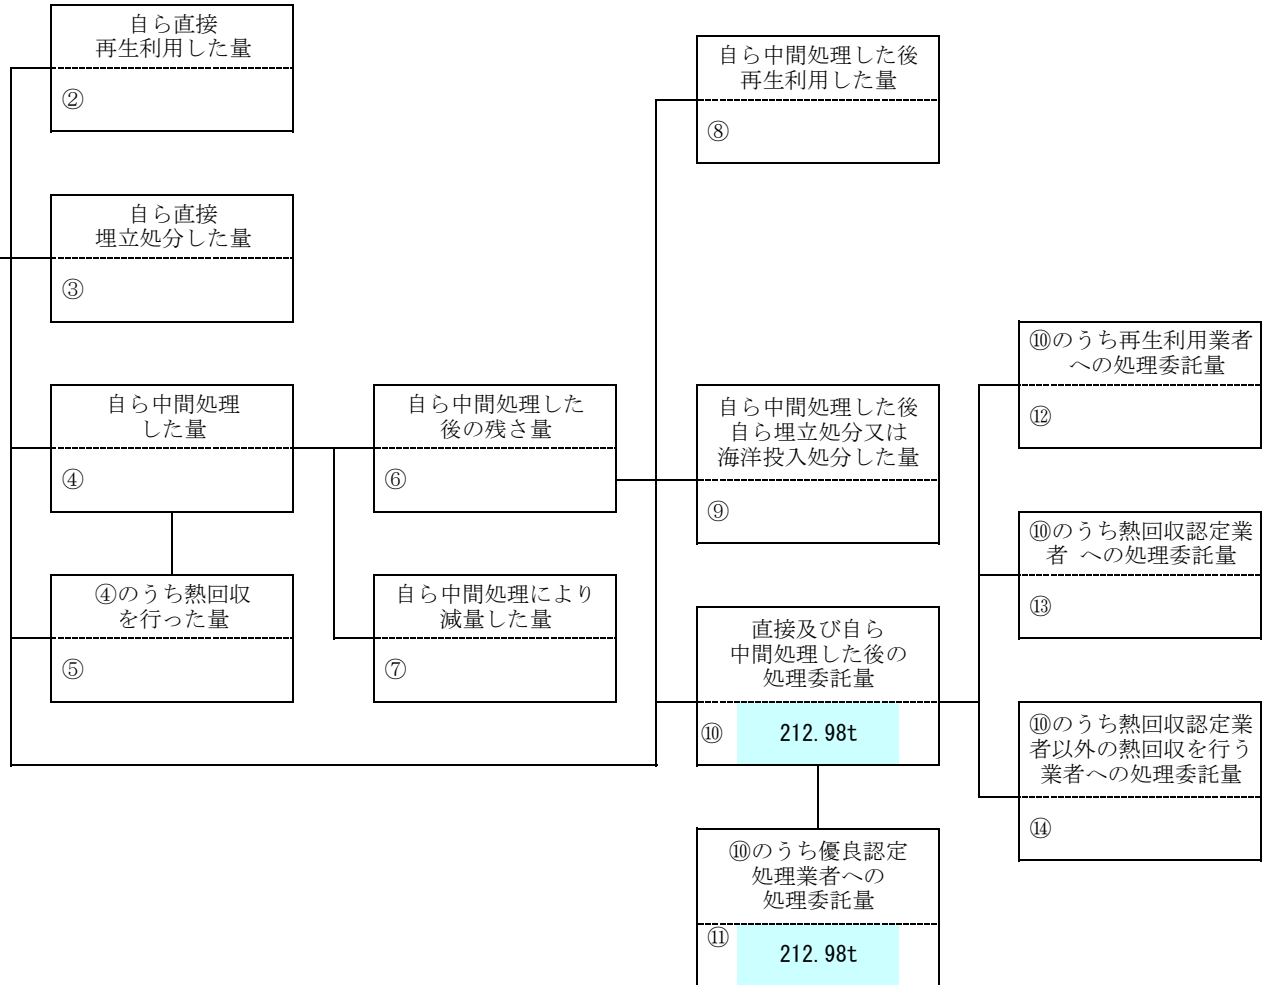 自ら直接
再生利用した量
②
自ら中間処理した後
再生利用した量
⑧
自ら直接
埋立処分した量
③
⑩のうち再生利用業者
への処理委託量
⑫
自ら中間処理
した量
④
自ら中間処理した
後の残さ量
⑥
自ら中間処理した後
自ら埋立処分又は
海洋投入処分した量
⑨
⑩のうち熱回収認定業
者 への処理委託量
⑬
④のうち熱回収
を行った量
⑤
自ら中間処理により
減量した量
⑦
直接及び自ら
中間処理した後の
処理委託量
⑩ 212.98t
⑩のうち熱回収認定業
者以外の熱回収を行う
業者への処理委託量
⑭
⑩のうち優良認定
処理業者への
処理委託量
⑪ 212.98t